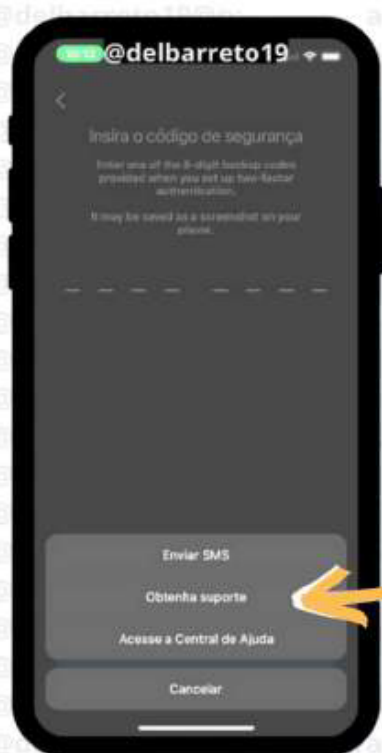 @delbarreto19
Insira o código de segurança
Enter one of the 8-digit backup codes
provided when you set up two-factor
authentication.
It may be saved as a screenshot on your
phone.
Enviar SMS
Obtenha suporte
Acesse a Central de Ajuda
Cancelar